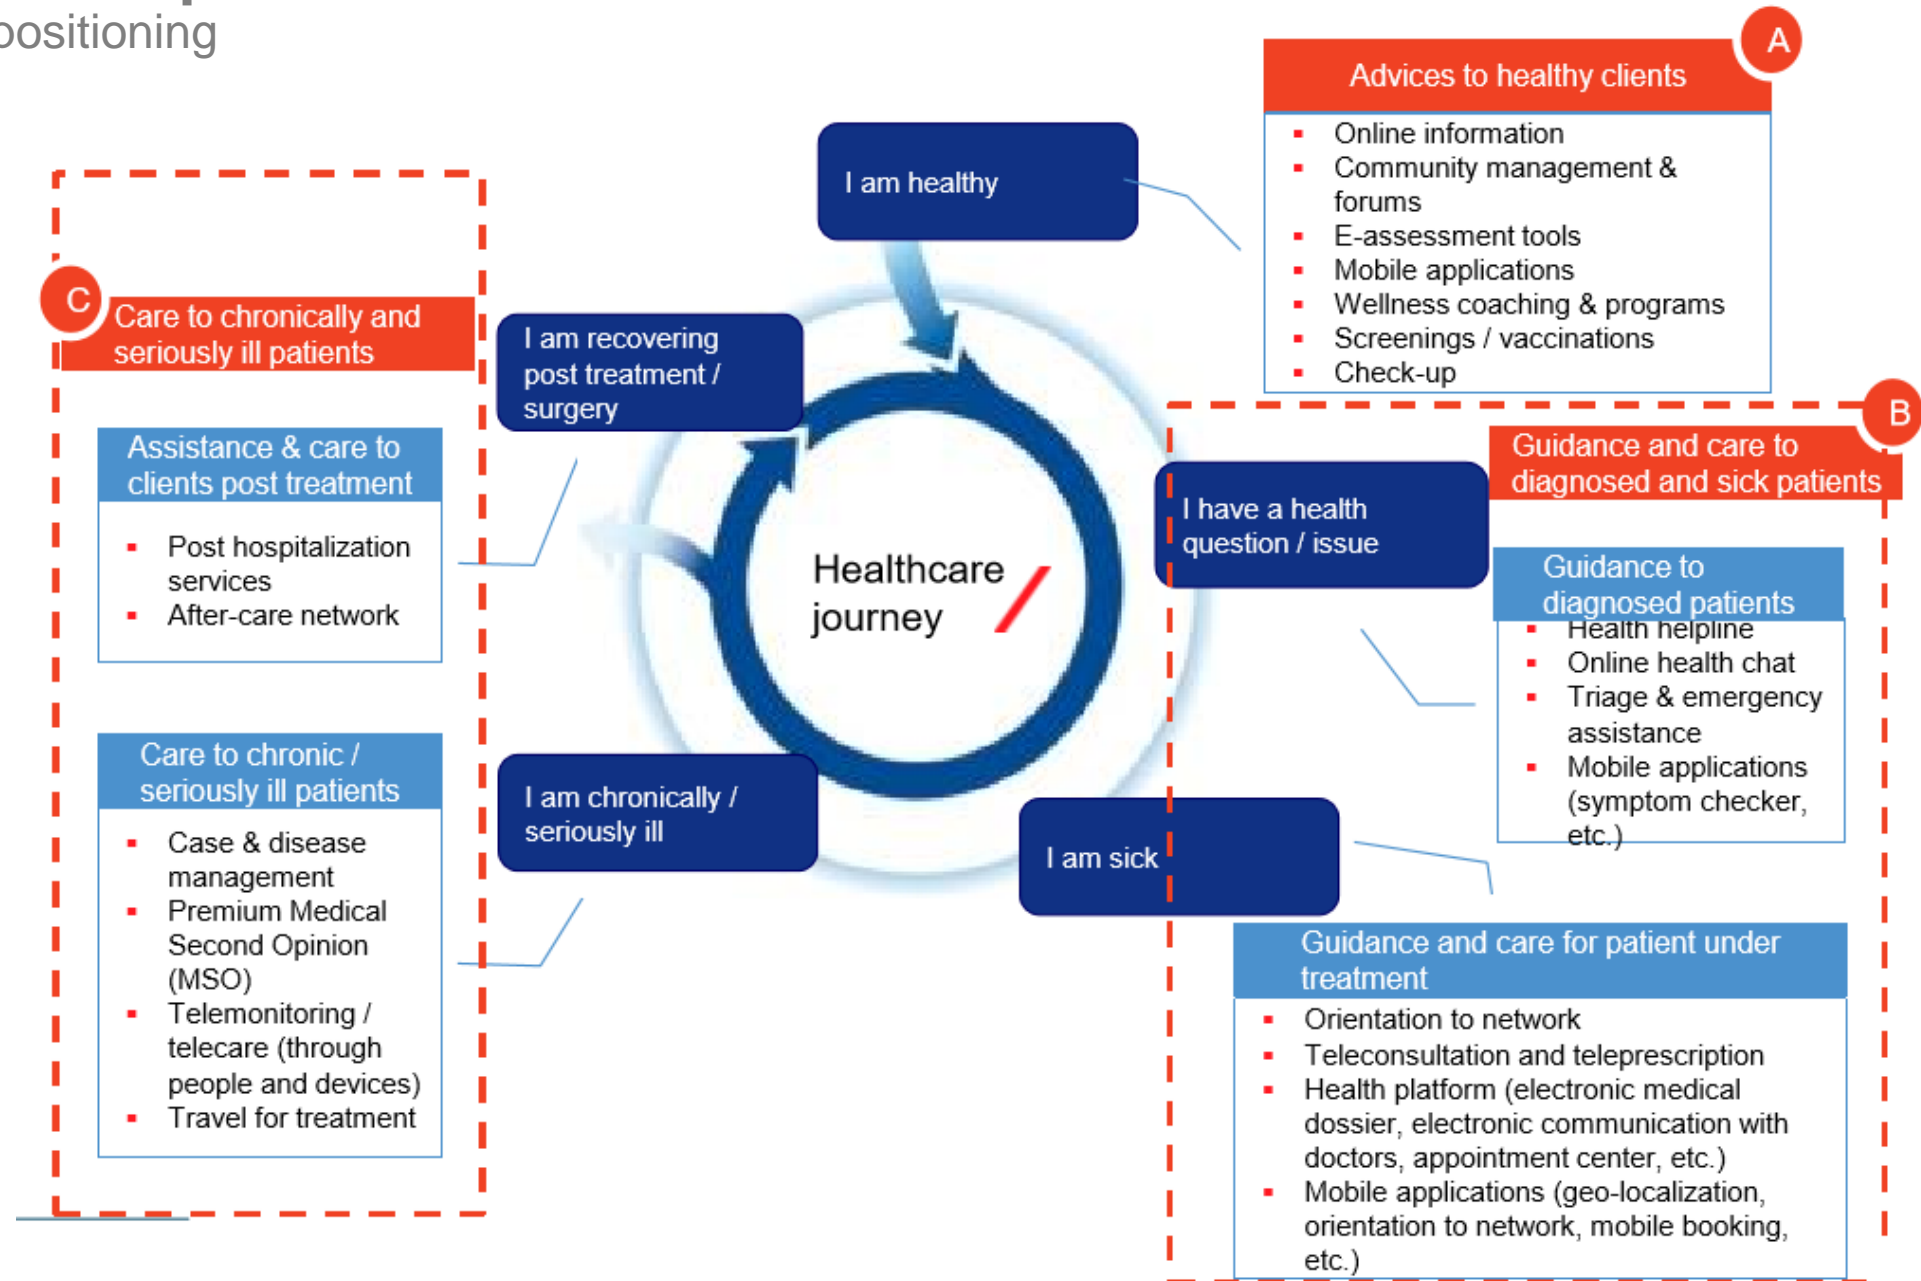 positioning
A
Advices to healthy clients
Online information
Community management &
forums
E-assessment tools
Mobile applications
Wellness coaching & programs
Screenings / vaccinations
Check-up
I am healthy
C
Care to chronically and
seriously ill patients
I am recovering
post treatment /
surgery
Assistance & care to
clients post treatment
Post hospitalization
services
After-care network
B
Guidance and care to
diagnosed and sick patients
I have a health
question / issue
Guidance to
diagnosed patients
Health helpline
Online health chat
Triage & emergency
assistance
Mobile applications
(symptom checker,
etc.)
Healthcare
journey
Care to chronic /
seriously ill patients
Case & disease
management
Premium Medical
Second Opinion
(MSO)
Telemonitoring /
telecare (through
people and devices)
Travel for treatment
I am chronically /
seriously ill
I am sick
Guidance and care for patient under
treatment
Orientation to network
Teleconsultation and teleprescription
Health platform (electronic medical
dossier, electronic communication with
doctors, appointment center, etc.)
Mobile applications (geo-localization,
orientation to network, mobile booking,
etc.)